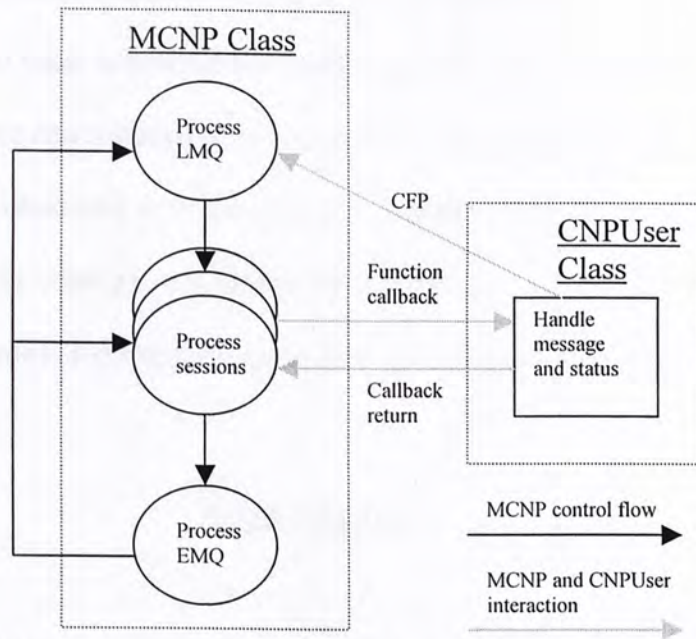 MCNP Class
Process
LMQ
CFP
CNPUser
Class
Function
callback
Handle
message
and status
Process
sessions
Callback
return
Process
EMQ
MCNP control flow
MCNP and CNPUser
interaction